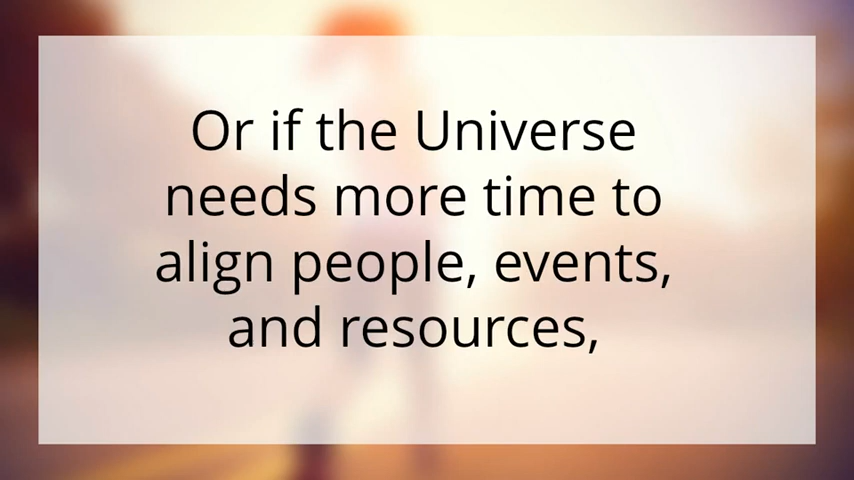 Or if the Universe
needs more time to
align people, events,
and resources,